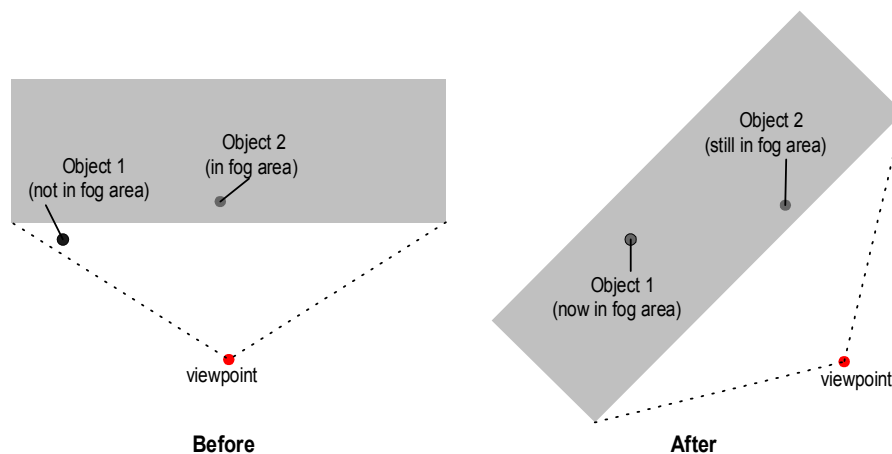 Object 1
(not in fog area)
Object 2
(in fog area)
viewpoint
Before
Object 2
(still in fog area)
Object 1
(now in fog area)
viewpoint
After